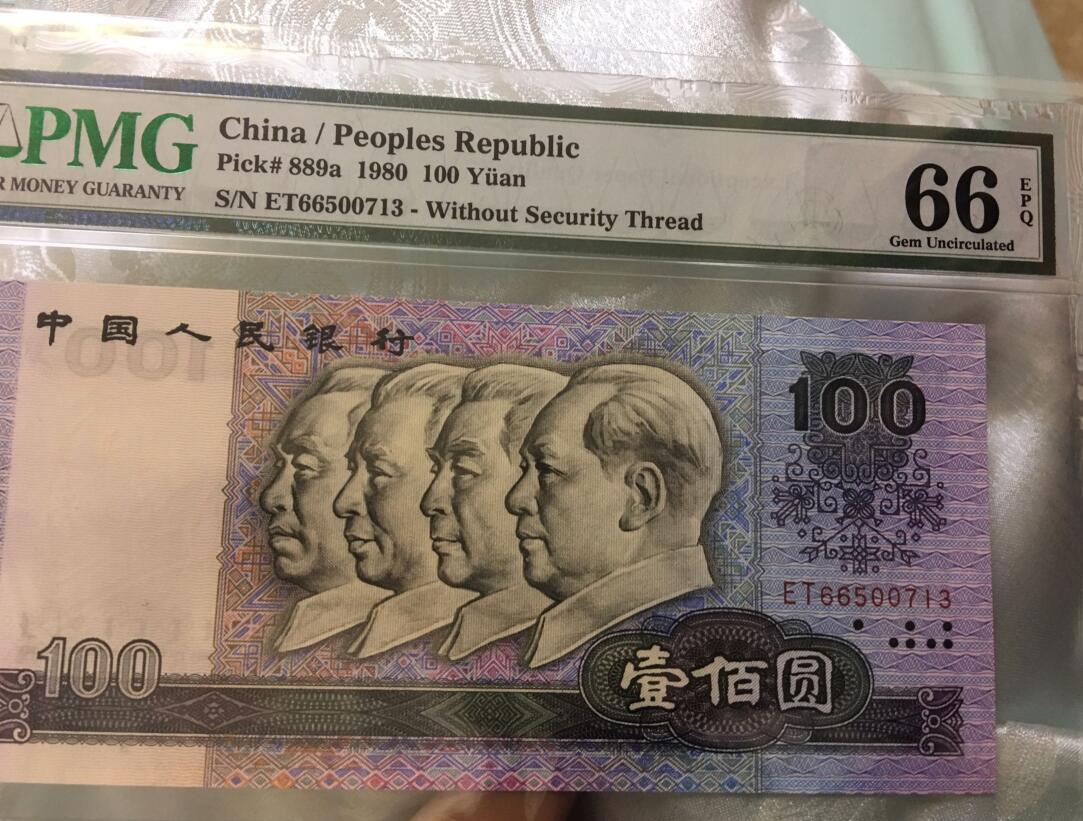 PMG
R MONEY GUARANTY
China / Peoples Republic
Pick# 889a 1980 100 Yüan
S/N ET66500713 - Without Security Thread
66
EPQ
Gem Uncirculated
中国人民银行
100
ET66500713
100
壹佰圆